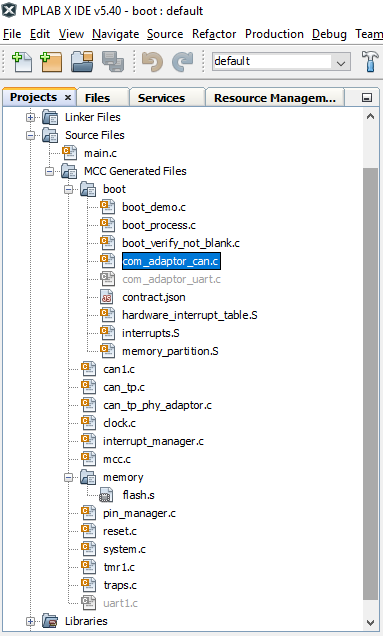 MPLAB X IDE v5.40 - boot : default
File Edit View Navigate Source Refactor Production Debug Team
default
Projects × Files Services Resource Managem...
Linker Files
Source Files
main.c
MCC Generated Files
boot
boot_demo.c
boot_process.c
boot_verify_not_blank.c
com_adaptor_can.c
com_adaptor_uart.c
contract.json
hardware_interrupt_table.S
interrupts.S
memory_partition.S
can1.c
can_tp.c
can_tp_phy_adaptor.c
clock.c
interrupt_manager.c
mcc.c
memory
flash.s
pin_manager.c
reset.c
system.c
tmr1.c
traps.c
uart1.c
Libraries